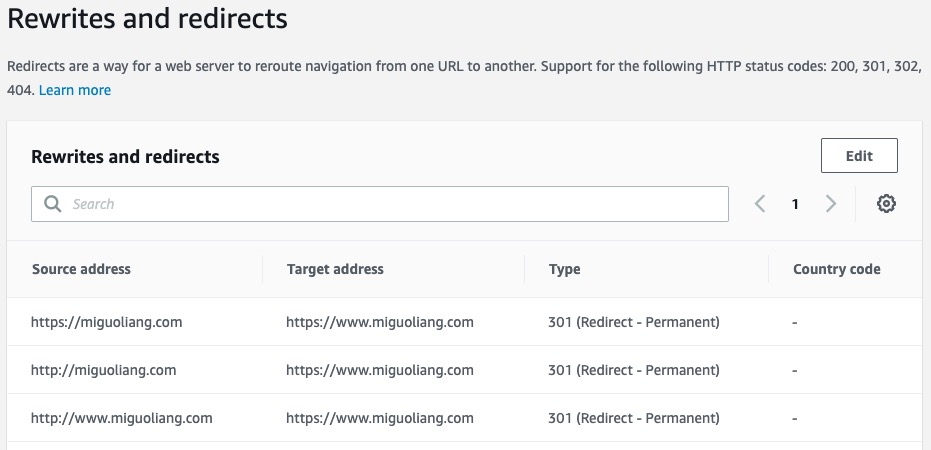 Rewrites and redirects
Redirects are a way for a web server to reroute navigation from one URL to another. Support for the following HTTP status codes: 200, 301, 302,
404. Learn more
Rewrites and redirects
Edit
Search
1
Source address Target address Type Country code
https://miguoliang.com https://www.miguoliang.com 301 (Redirect - Permanent) -
http://miguoliang.com https://www.miguoliang.com 301 (Redirect - Permanent) -
http://www.miguoliang.com https://www.miguoliang.com 301 (Redirect - Permanent) -